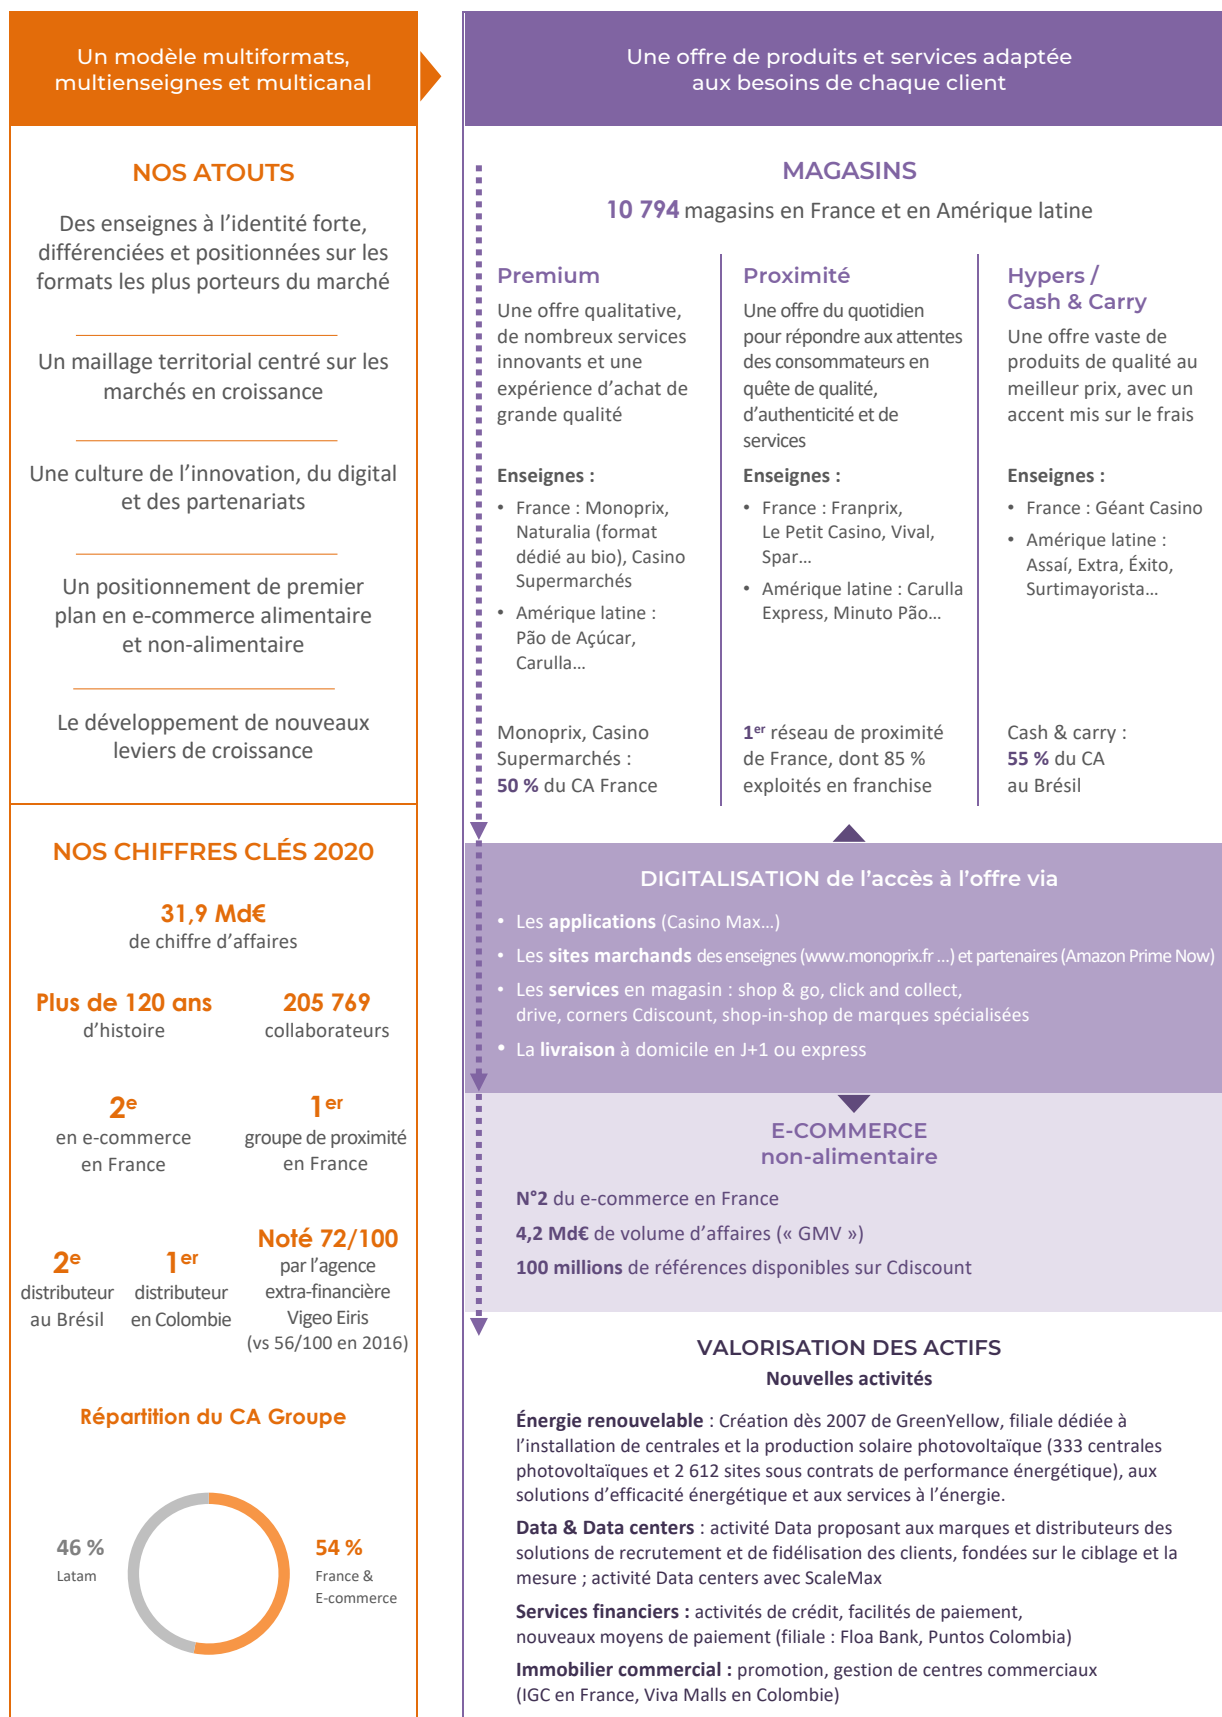 Un modèle multiformats,
multienseignes et multicanal
NOS ATOUTS
Des enseignes à l’identité forte,
différenciées et positionnées sur les
formats les plus porteurs du marché
Un maillage territorial centré sur les
marchés en croissance
Une culture de l’innovation, du digital
et des partenariats
Un positionnement de premier
plan en e-commerce alimentaire
et non-alimentaire
Le développement de nouveaux
leviers de croissance
NOS CHIFFRES CLÉS 2020
31,9 Md€
de chiffre d’affaires
Plus de 120 ans
d’histoire
205 769
collaborateurs
2e
en e-commerce
en France
1er
groupe de proximité
en France
2e
distributeur
au Brésil
1er
distributeur
en Colombie
Noté 72/100
par l’agence
extra-financière
Vigeo Eiris
(vs 56/100 en 2016)
Répartition du CA Groupe
46 %
Latam
54 %
France &
E-commerce
Une offre de produits et services adaptée
aux besoins de chaque client
MAGASINS
10 794 magasins en France et en Amérique latine
Premium
Une offre qualitative,
de nombreux services
innovants et une
expérience d’achat de
grande qualité
Enseignes :
• France : Monoprix,
Naturalia (format
dédié au bio), Casino
Supermarchés
• Amérique latine :
Pão de Açúcar,
Carulla…
Monoprix, Casino
Supermarchés :
50 % du CA France
Proximité
Une offre du quotidien
pour répondre aux attentes
des consommateurs en
quête de qualité,
d’authenticité et de
services
Enseignes :
• France : Franprix,
Le Petit Casino, Vival,
Spar…
• Amérique latine : Carulla
Express, Minuto Pão…
1er réseau de proximité
de France, dont 85 %
exploités en franchise
Hypers /
Cash & Carry
Une offre vaste de
produits de qualité au
meilleur prix, avec un
accent mis sur le frais
Enseignes :
• France : Géant Casino
• Amérique latine :
Assaí, Extra, Éxito,
Surtimayorista…
Cash & carry :
55 % du CA
au Brésil
DIGITALISATION de l’accès à l’offre via
• Les applications (Casino Max…)
• Les sites marchands des enseignes (www.monoprix.fr …) et partenaires (Amazon Prime Now)
• Les services en magasin : shop & go, click and collect,
drive, corners Cdiscount, shop-in-shop de marques spécialisées
• La livraison à domicile en J+1 ou express
E-COMMERCE
non-alimentaire
N°2 du e-commerce en France
4,2 Md€ de volume d’affaires (« GMV »)
100 millions de références disponibles sur Cdiscount
VALORISATION DES ACTIFS
Nouvelles activités
Énergie renouvelable : Création dès 2007 de GreenYellow, filiale dédiée à
l’installation de centrales et la production solaire photovoltaïque (333 centrales
photovoltaïques et 2 612 sites sous contrats de performance énergétique), aux
solutions d’efficacité énergétique et aux services à l’énergie.
Data & Data centers : activité Data proposant aux marques et distributeurs des
solutions de recrutement et de fidélisation des clients, fondées sur le ciblage et la
mesure ; activité Data centers avec ScaleMax
Services financiers : activités de crédit, facilités de paiement,
nouveaux moyens de paiement (filiale : Floa Bank, Puntos Colombia)
Immobilier commercial : promotion, gestion de centres commerciaux
(IGC en France, Viva Malls en Colombie)